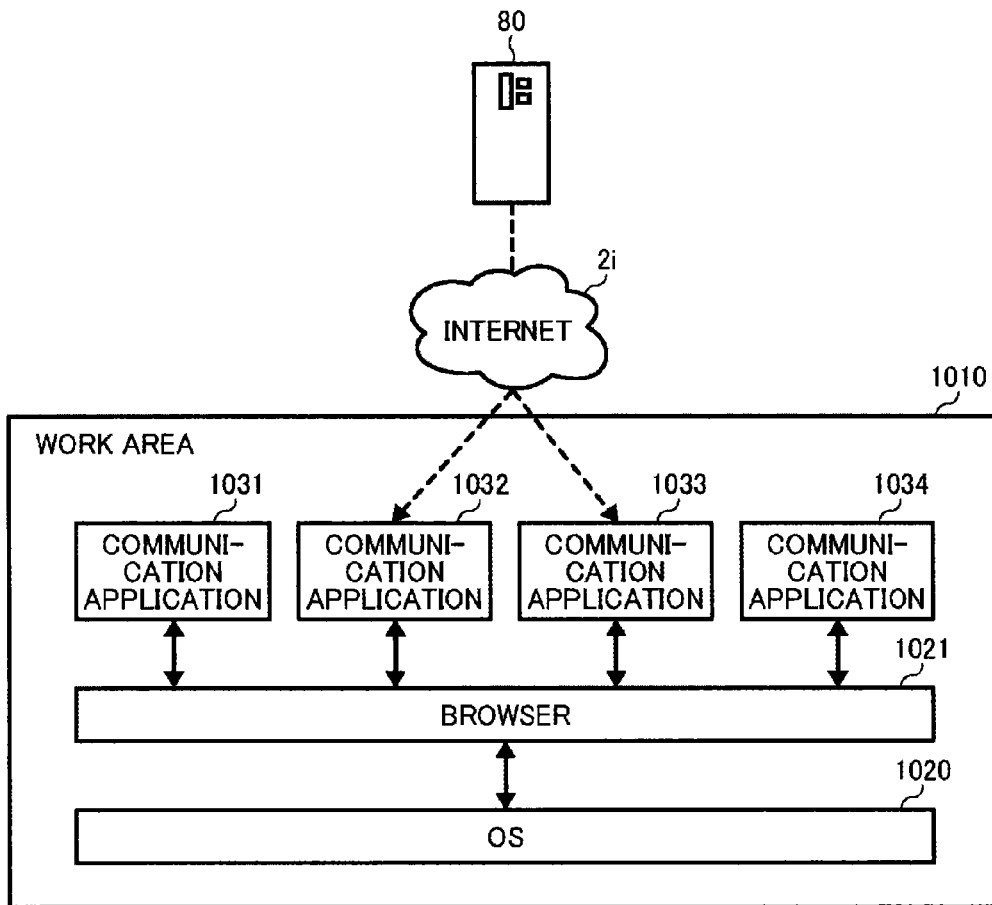 80
2i
INTERNET
1010
WORK AREA
1031
1032
1033
1034
COMMUNI-
CATION
APPLICATION
COMMUNI-
CATION
APPLICATION
COMMUNI-
CATION
APPLICATION
COMMUNI-
CATION
APPLICATION
1021
BROWSER
1020
OS